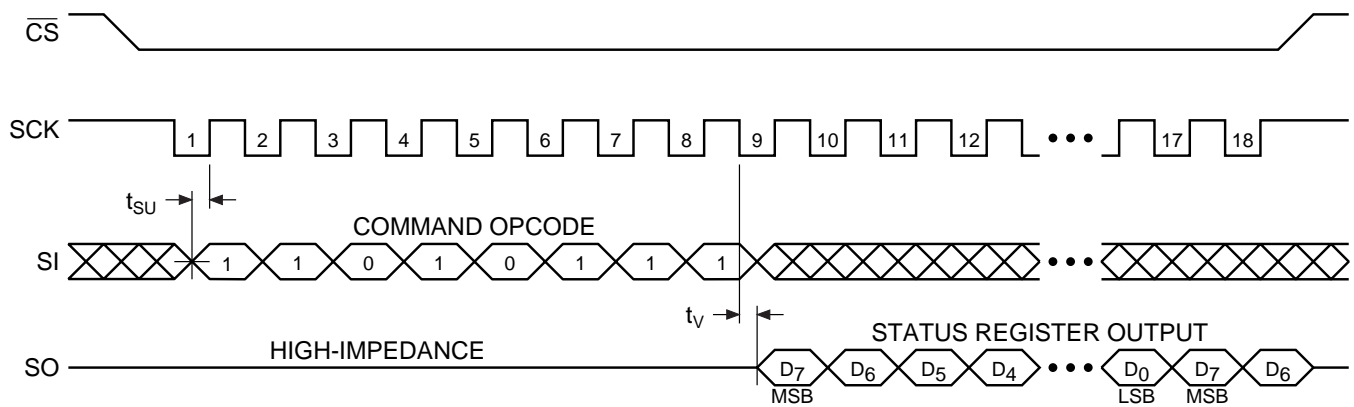 CS
SCK 1 2 3 4 5 6 7 8 9 10 11 12 ••• 17 18
tSU
COMMAND OPCODE
SI 1 1 0 1 0 1 1 1 •••
tV
HIGH-IMPEDANCE STATUS REGISTER OUTPUT
SO D7 D6 D5 D4 ••• D0 D7 D6
MSB LSB MSB